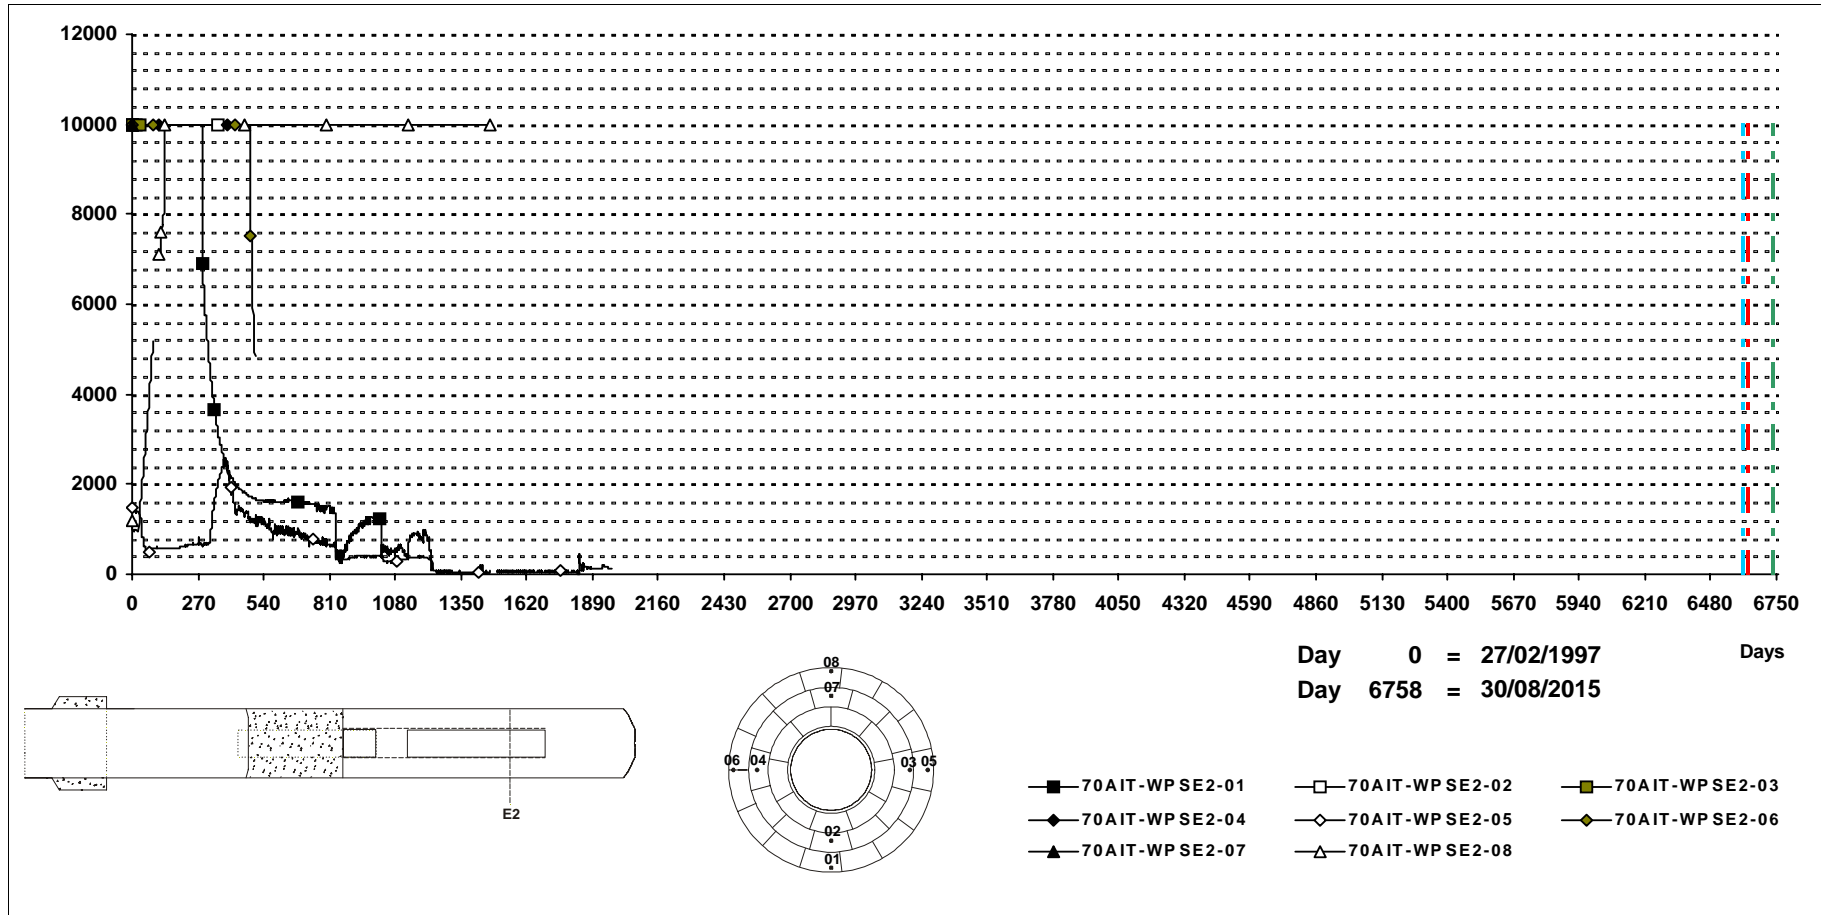 12000
10000
8000
6000
4000
2000
0
0 270 540 810 1080 1350 1620 1890 2160 2430 2700 2970 3240 3510 3780 4050 4320 4590 4860 5130 5400 5670 5940 6210 6480 6750
Days
Day 0 = 27/02/1997
Day 6758 = 30/08/2015
E2
08
07
06 04 03 05
02
01
70AIT-WPSE2-01 70AIT-WPSE2-02 70AIT-WPSE2-03
70AIT-WPSE2-04 70AIT-WPSE2-05 70AIT-WPSE2-06
70AIT-WPSE2-07 70AIT-WPSE2-08